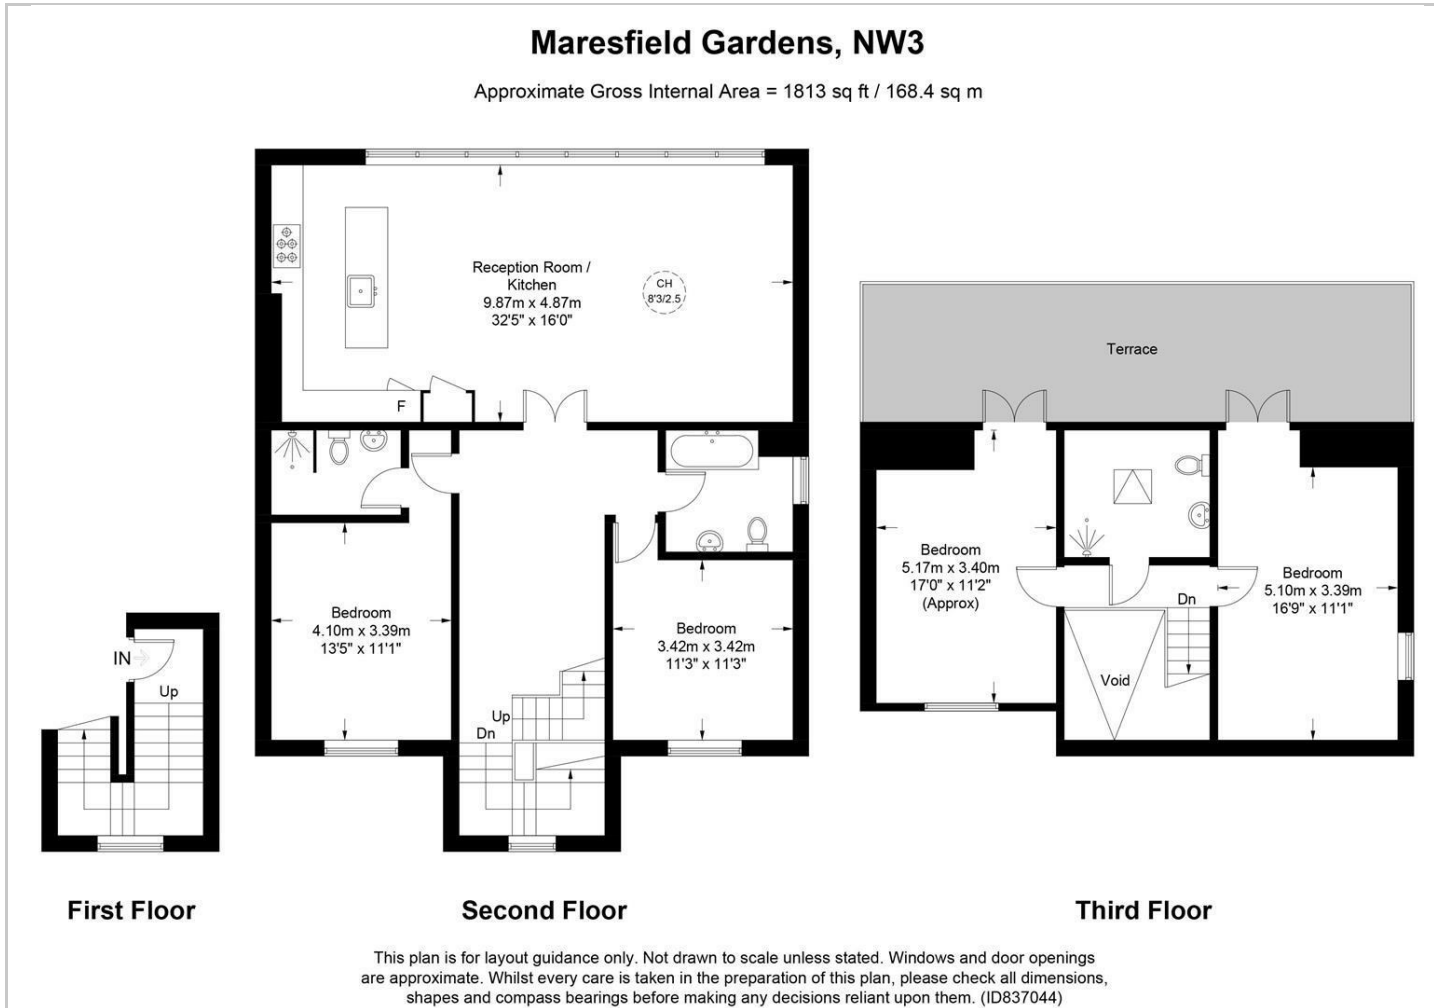 Maresfield Gardens, NW3
Approximate Gross Internal Area = 1813 sq ft / 168.4 sq m
IN
Up
First Floor
Reception Room /
Kitchen
9.87m x 4.87m
32'5" x 16'0"
CH
8'3/2.5
F
Bedroom
4.10m x 3.39m
13'5" x 11'1"
Bedroom
3.42m x 3.42m
11'3" x 11'3"
Up
Dn
Second Floor
Terrace
Bedroom
5.17m x 3.40m
17'0" x 11'2"
(Approx)
Dn
Bedroom
5.10m x 3.39m
16'9" x 11'1"
Void
Third Floor
This plan is for layout guidance only. Not drawn to scale unless stated. Windows and door openings
are approximate. Whilst every care is taken in the preparation of this plan, please check all dimensions,
shapes and compass bearings before making any decisions reliant upon them. (ID837044)